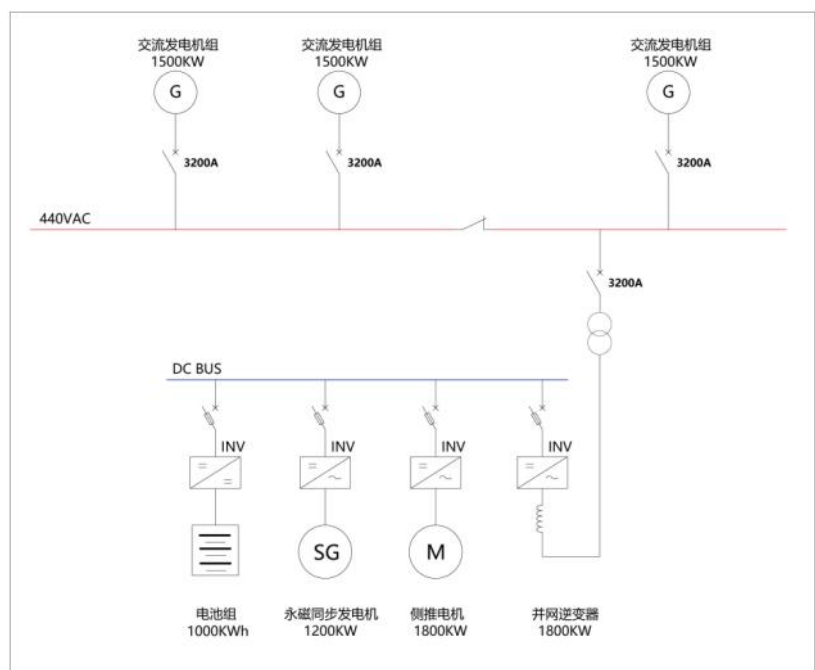 交流发电机组
1500KW
交流发电机组
1500KW
交流发电机组
1500KW
G
G
G
3200A
3200A
3200A
440VAC
3200A
DC BUS
INV
INV
INV
INV
SG
M
电池组
1000KWh
永磁同步发电机
1200KW
侧推电机
1800KW
并网逆变器
1800KW